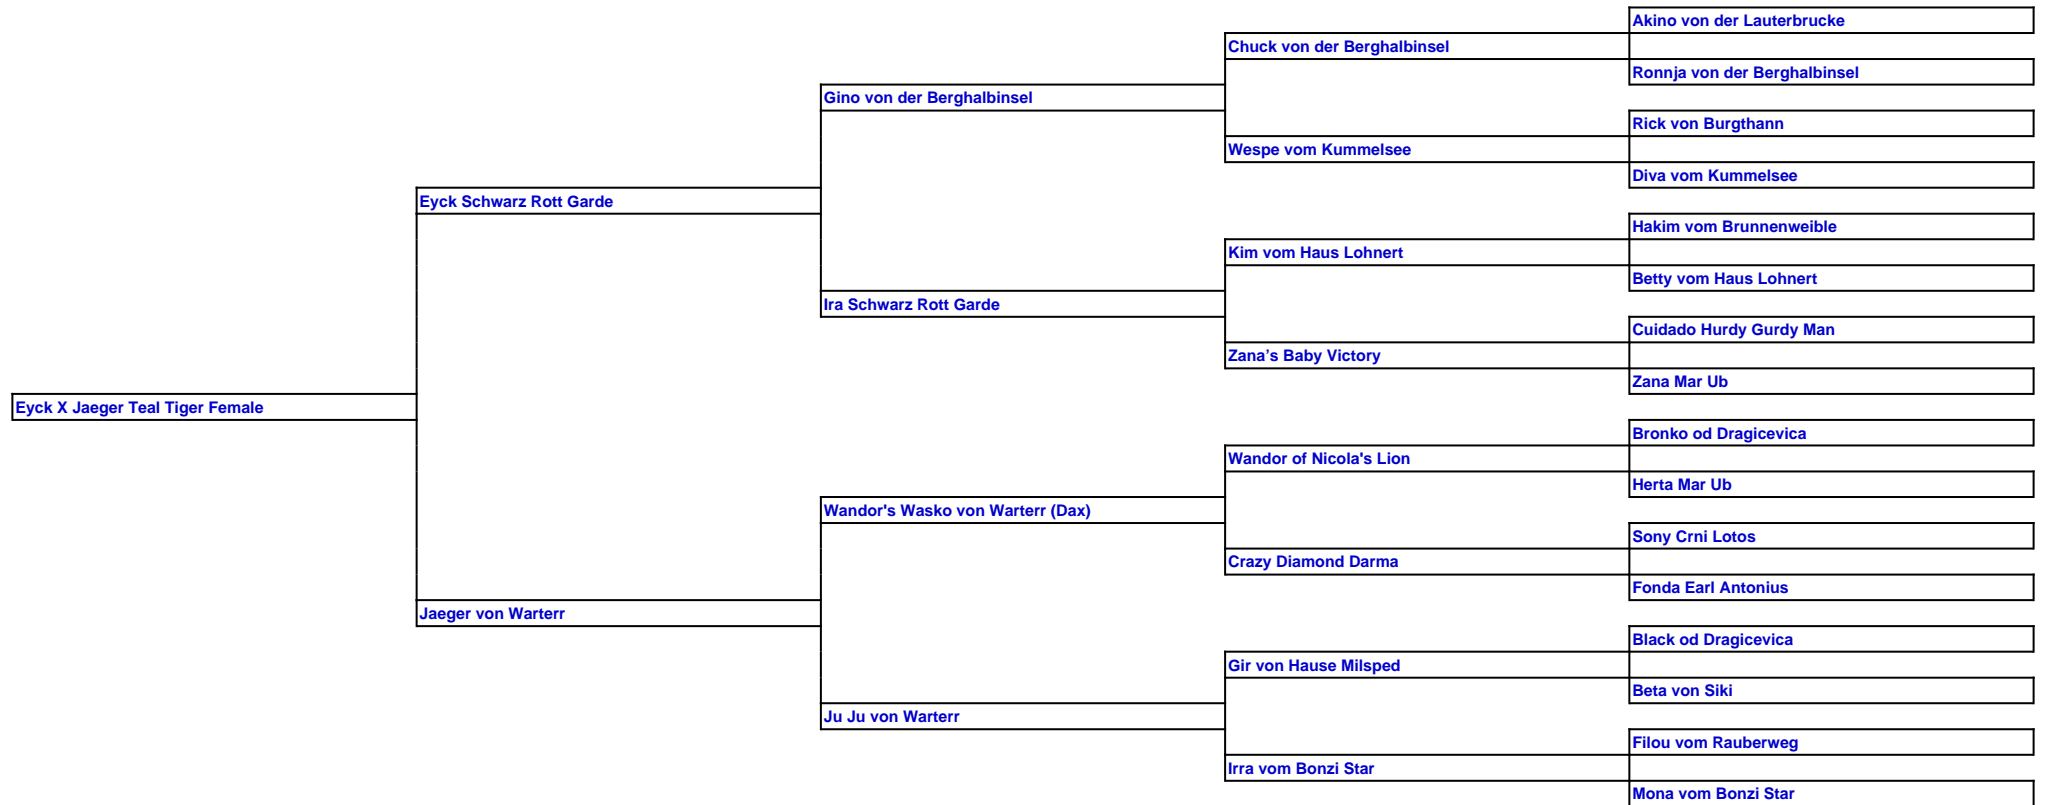 Akino von der Lauterbrucke
Chuck von der Berghalbinsel
Ronnja von der Berghalbinsel
Gino von der Berghalbinsel
Rick von Burgthann
Wespe vom Kummelsee
Diva vom Kummelsee
Eyck Schwarz Rott Garde
Hakim vom Brunnenweible
Kim vom Haus Lohnert
Betty vom Haus Lohnert
Ira Schwarz Rott Garde
Cuidado Hurdy Gurdy Man
Zana’s Baby Victory
Zana Mar Ub
Eyck X Jaeger Teal Tiger Female
Bronko od Dragicevica
Wandor of Nicola's Lion
Herta Mar Ub
Wandor's Wasko von Warterr (Dax)
Sony Crni Lotos
Crazy Diamond Darma
Fonda Earl Antonius
Jaeger von Warterr
Black od Dragicevica
Gir von Hause Milsped
Beta von Siki
Ju Ju von Warterr
Filou vom Rauberweg
Irra vom Bonzi Star
Mona vom Bonzi Star